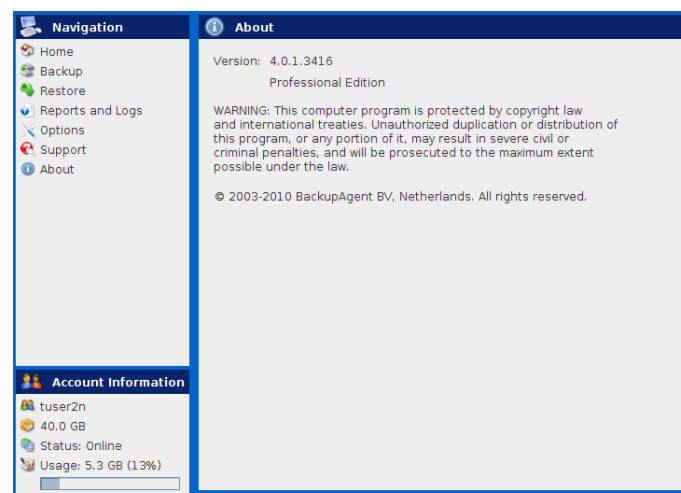 Navigation
Home
Backup
Restore
Reports and Logs
Options
Support
About
Account Information
tuser2n
40.0 GB
Status: Online
Usage: 5.3 GB (13%)
About
Version: 4.0.1.3416
Professional Edition
WARNING: This computer program is protected by copyright law
and international treaties. Unauthorized duplication or distribution of
this program, or any portion of it, may result in severe civil or
criminal penalties, and will be prosecuted to the maximum extent
possible under the law.
© 2003-2010 BackupAgent BV, Netherlands. All rights reserved.